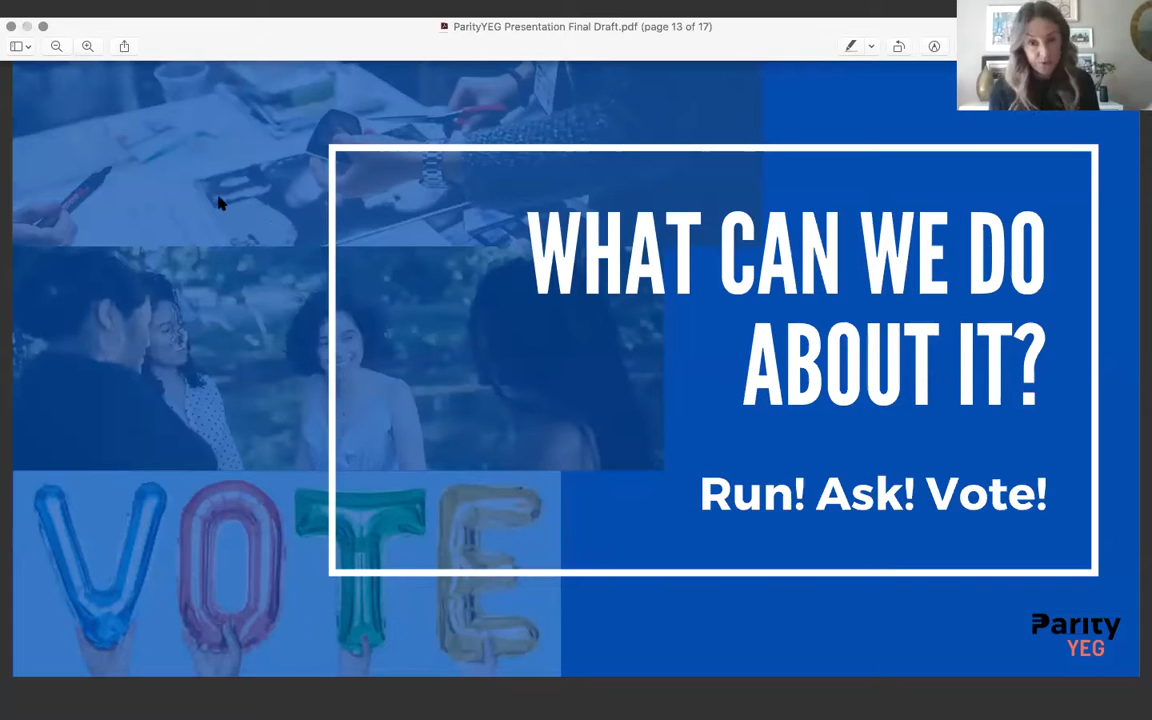 ParityYEG Presentation Final Draft.pdf (page 13 of 17)
WHAT CAN WE DO
ABOUT IT?
Run! Ask! Vote!
VOTE
Parity
YEG